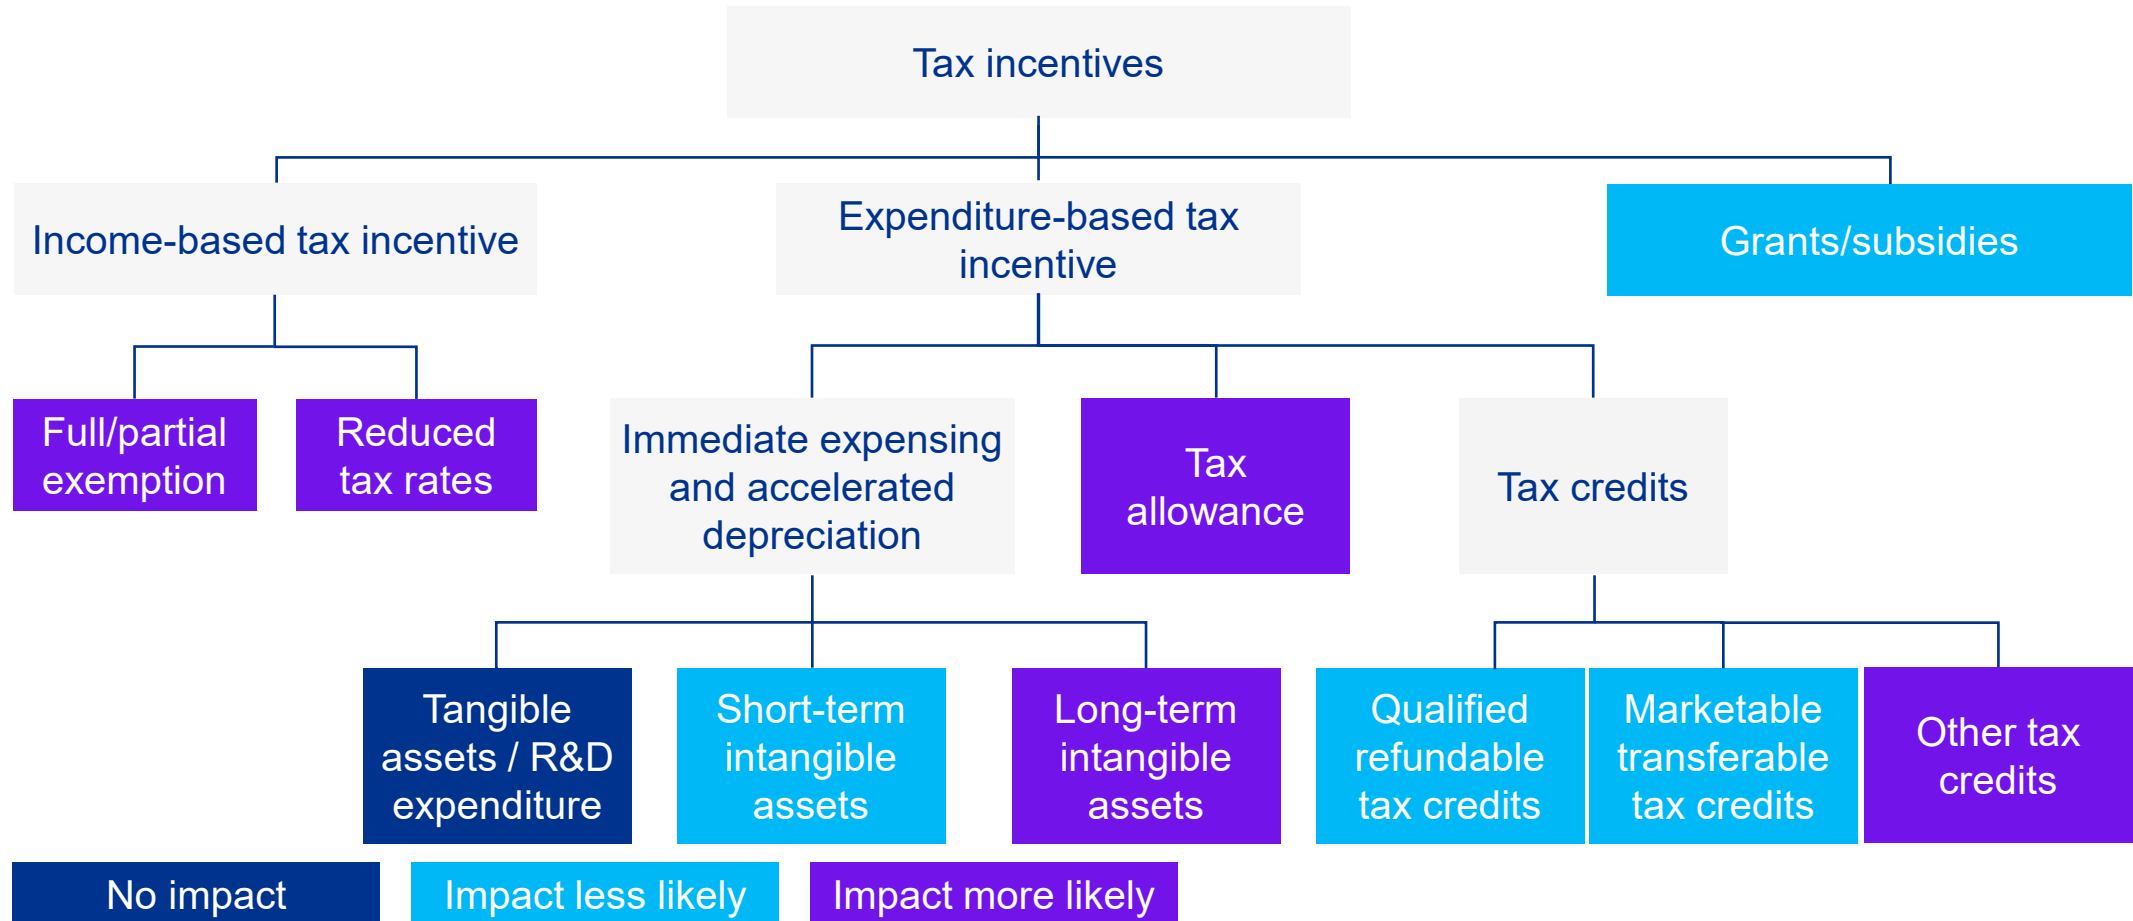 Tax incentives
Income-based tax incentive
Expenditure-based tax
incentive
Grants/subsidies
Full/partial
exemption
Reduced
tax rates
Immediate expensing
and accelerated
depreciation
Tax
allowance
Tax credits
Tangible
assets / R&D
expenditure
Short-term
intangible
assets
Long-term
intangible
assets
Qualified
refundable
tax credits
Marketable
transferable
tax credits
Other tax
credits
No impact
Impact less likely
Impact more likely